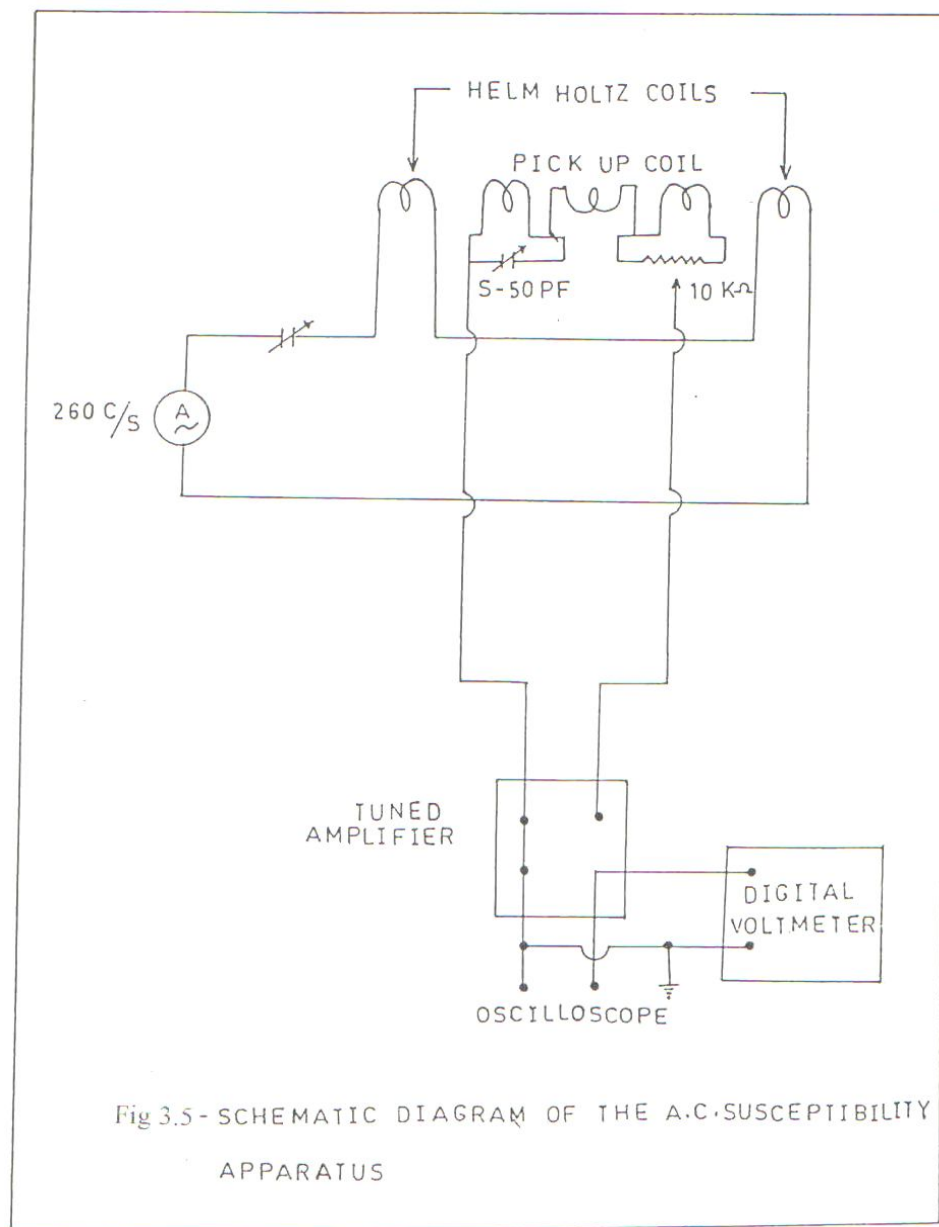 HELM HOLTZ COILS
PICK UP COIL
S-50 PF
10 KΩ
260 C/S
A
TUNED
AMPLIFIER
DIGITAL
VOLTMETER
OSCILLOSCOPE
Fig 3.5 - SCHEMATIC DIAGRAM OF THE A.C. SUSCEPTIBILITY
APPARATUS